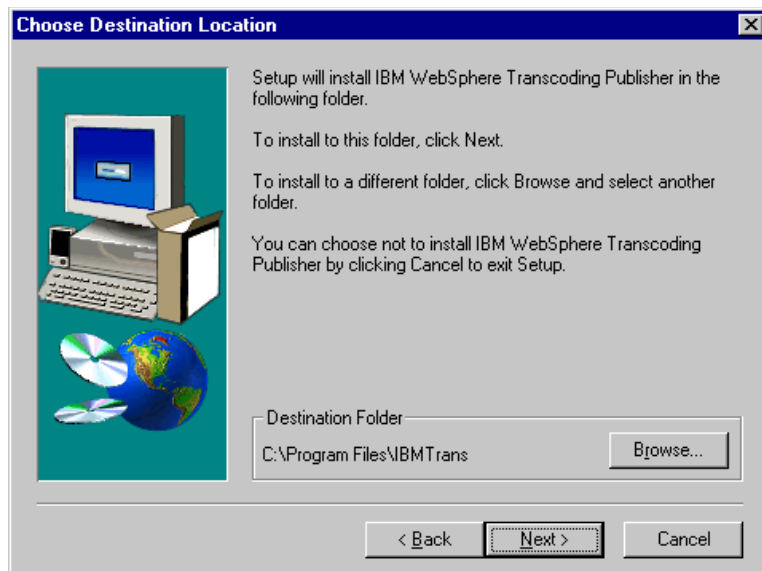 Choose Destination Location
Setup will install IBM WebSphere Transcoding Publisher in the
following folder.
To install to this folder, click Next.
To install to a different folder, click Browse and select another
folder.
You can choose not to install IBM WebSphere Transcoding
Publisher by clicking Cancel to exit Setup.
Destination Folder
C:\Program Files\IBMTrans
Browse...
< Back
Next >
Cancel